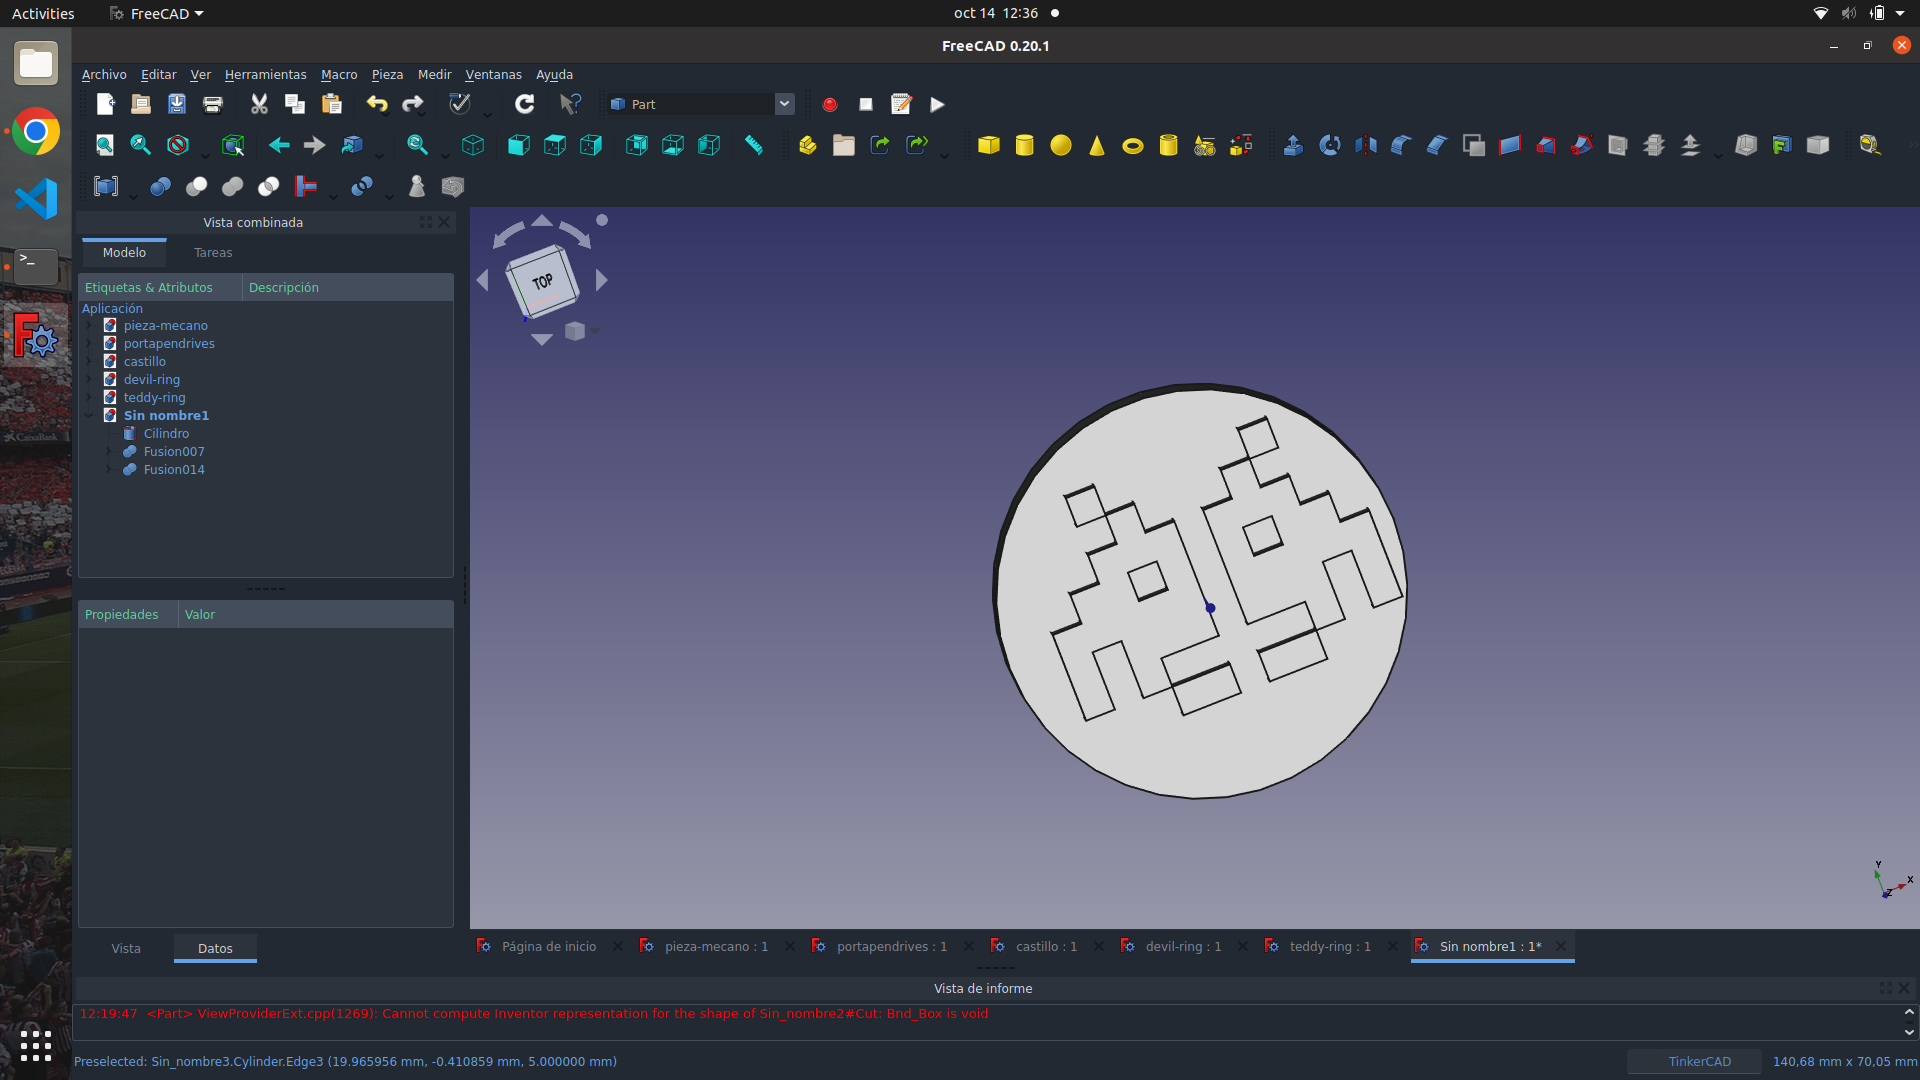 Activities FreeCAD oct 14 12:36
FreeCAD 0.20.1
Archivo Editar Ver Herramientas Macro Pieza Medir Ventanas Ayuda
Part
Vista combinada
Modelo Tareas
Etiquetas & Atributos Descripción
Aplicación
pieza-mecano
portapendrives
castillo
devil-ring
teddy-ring
Sin nombre1
Cilindro
Fusion007
Fusion014
TOP
Propiedades Valor
Y
X
Z
Vista Datos
Página de inicio pieza-mecano : 1 portapendrives : 1 castillo : 1 devil-ring : 1 teddy-ring : 1 Sin nombre1 : 1*
Vista de informe
12:19:47 <Part> ViewProviderExt.cpp(1269): Cannot compute Inventor representation for the shape of Sin_nombre2#Cut: Bnd_Box is void
Preselected: Sin_nombre3.Cylinder.Edge3 (19.965956 mm, -0.410859 mm, 5.000000 mm) TinkerCAD 140,68 mm x 70,05 mm